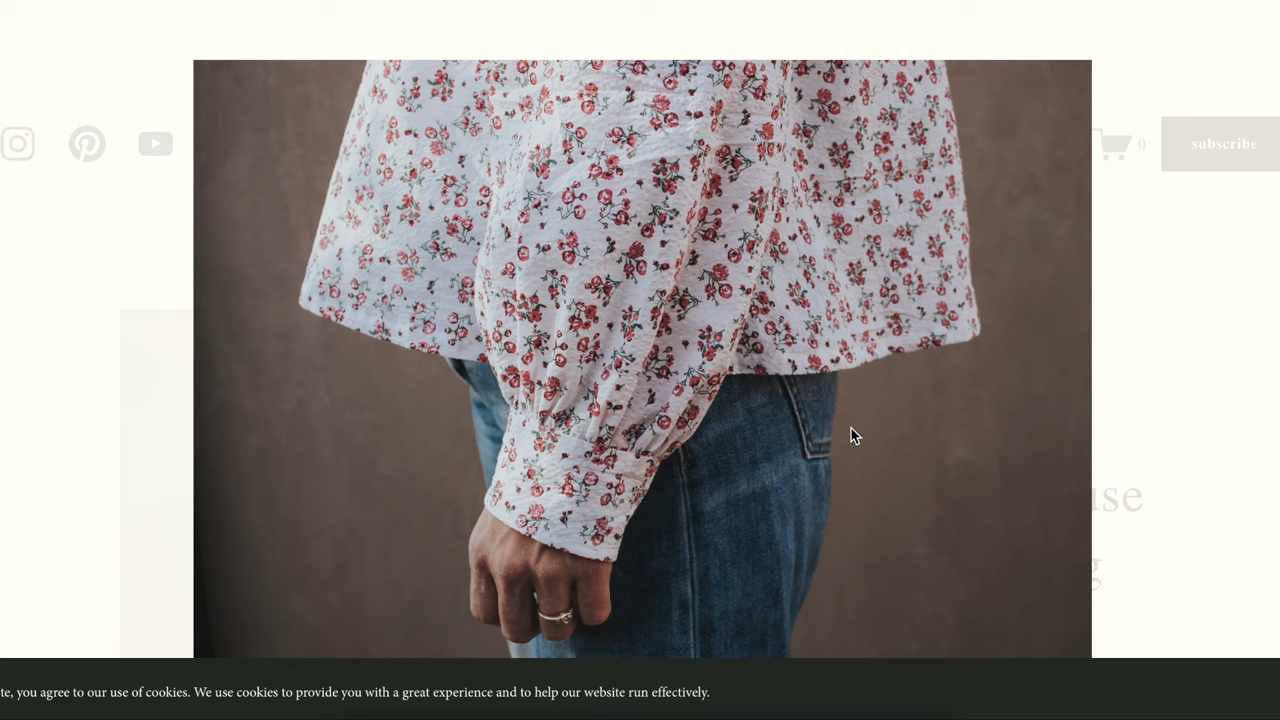 0
subscribe
te, you agree to our use of cookies. We use cookies to provide you with a great experience and to help our website run effectively.